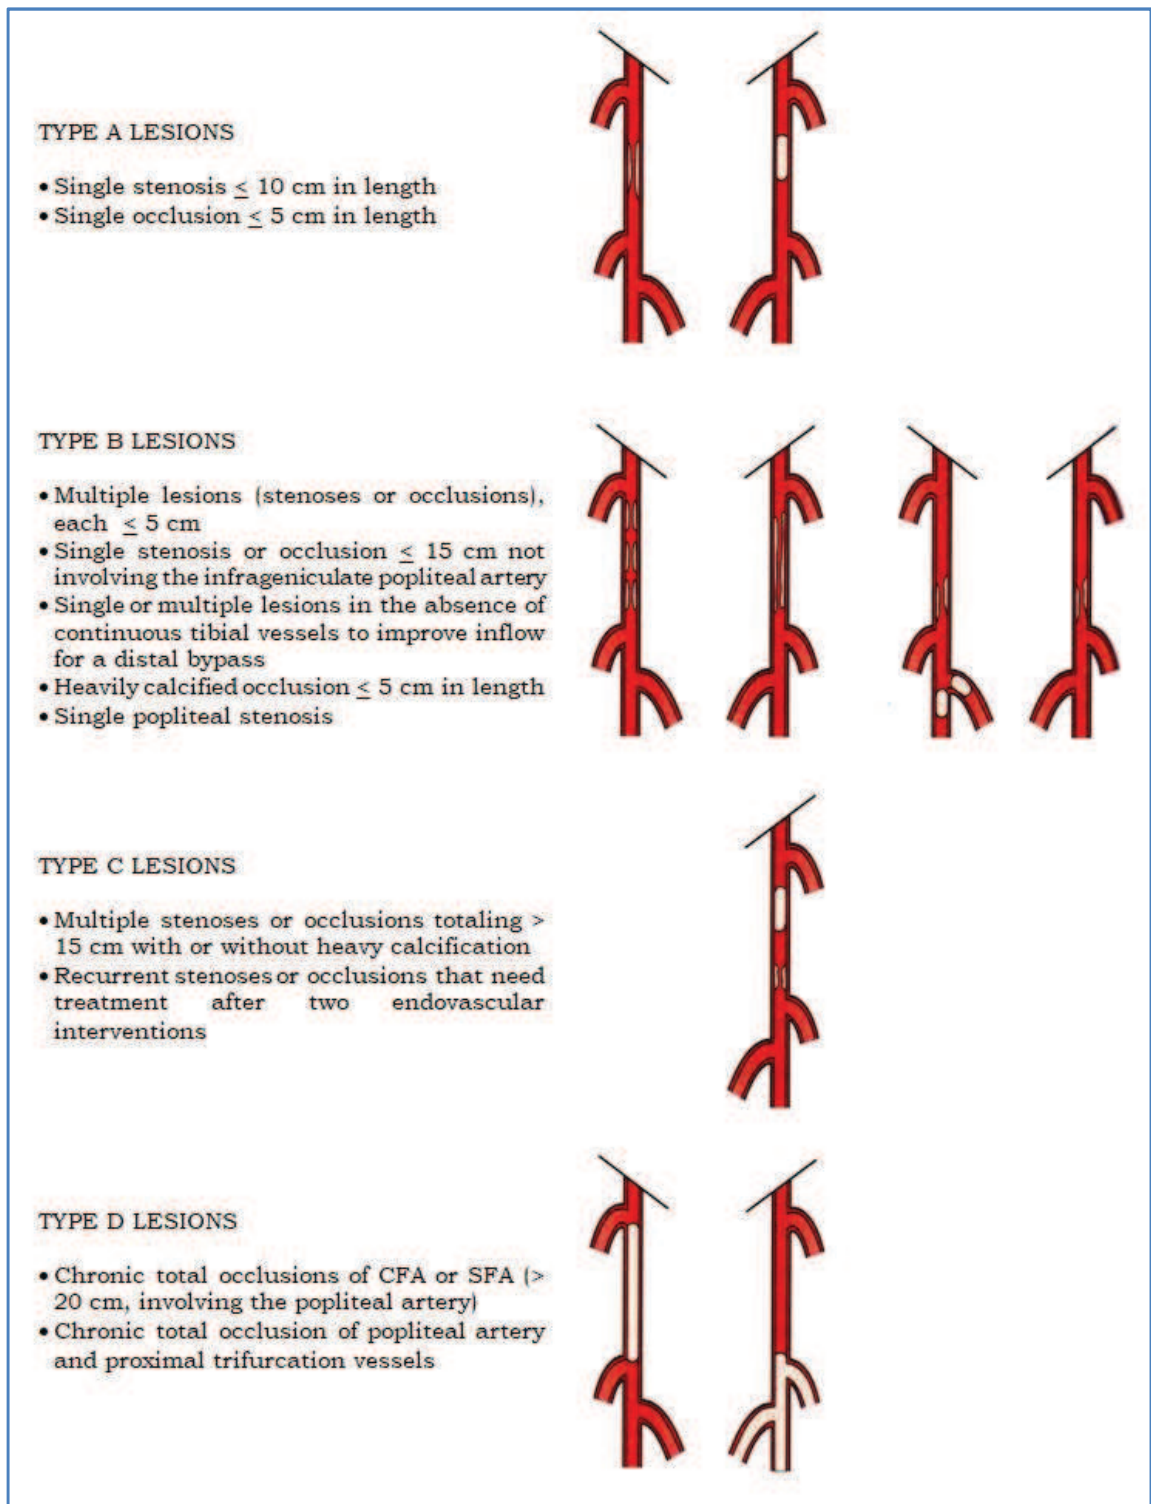 TYPE A LESIONS
• Single stenosis ≤ 10 cm in length
• Single occlusion ≤ 5 cm in length
TYPE B LESIONS
• Multiple lesions (stenoses or occlusions),
each ≤ 5 cm
• Single stenosis or occlusion ≤ 15 cm not
involving the infrageniculate popliteal artery
• Single or multiple lesions in the absence of
continuous tibial vessels to improve inflow
for a distal bypass
• Heavily calcified occlusion ≤ 5 cm in length
• Single popliteal stenosis
TYPE C LESIONS
• Multiple stenoses or occlusions totaling >
15 cm with or without heavy calcification
• Recurrent stenoses or occlusions that need
treatment after two endovascular
interventions
TYPE D LESIONS
• Chronic total occlusions of CFA or SFA (>
20 cm, involving the popliteal artery)
• Chronic total occlusion of popliteal artery
and proximal trifurcation vessels